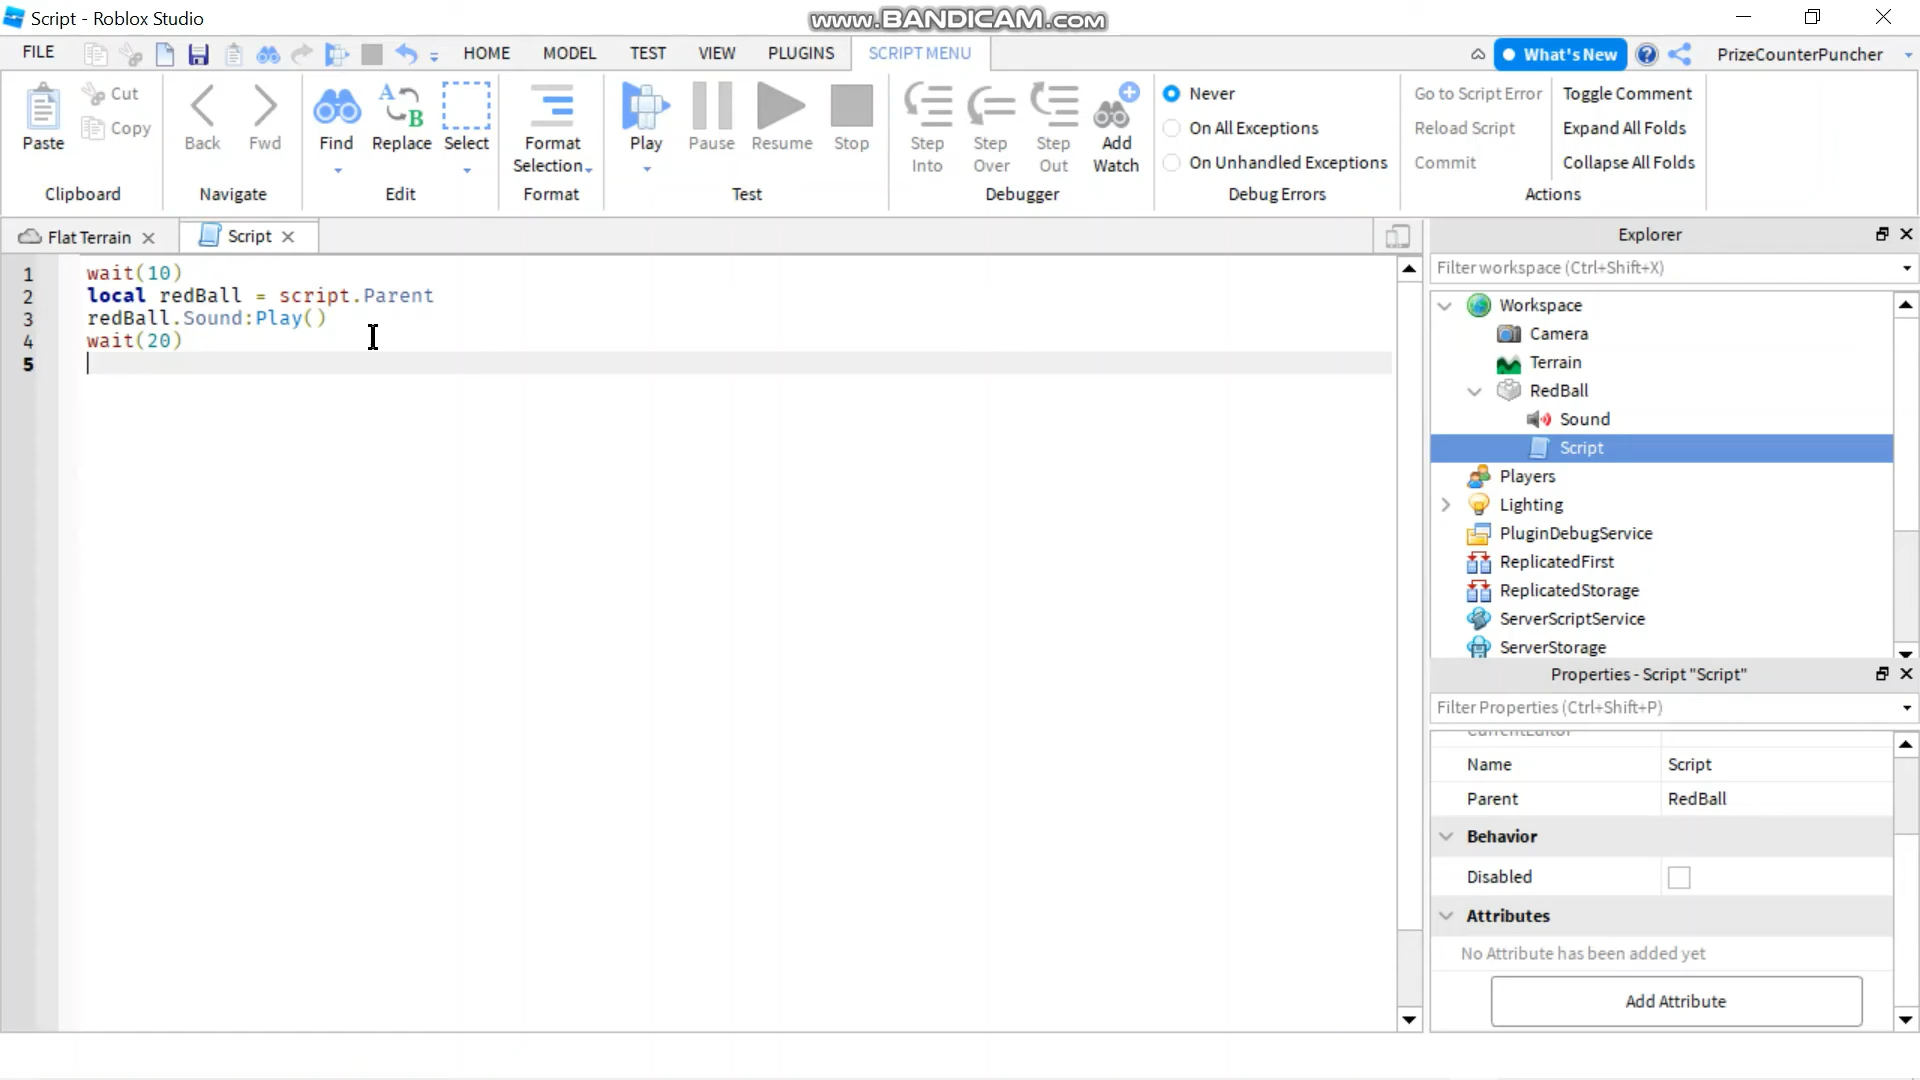 Script - Roblox Studio
www.BANDICAM.com
FILE
HOME
MODEL
TEST
VIEW
PLUGINS
SCRIPT MENU
What's New
PrizeCounterPuncher
Paste
Cut
Copy
Clipboard
Back
Fwd
Navigate
Find
Replace
Select
Edit
Format
Selection
Format
Play
Pause
Resume
Stop
Test
Step
Into
Step
Over
Step
Out
Add
Watch
Debugger
Never
On All Exceptions
On Unhandled Exceptions
Debug Errors
Go to Script Error
Reload Script
Commit
Toggle Comment
Expand All Folds
Collapse All Folds
Actions
Flat Terrain
Script
1 wait(10)
2 local redBall = script.Parent
3 redBall.Sound:Play()
4 wait(20)
5
Explorer
Filter workspace (Ctrl+Shift+X)
Workspace
Camera
Terrain
RedBall
Sound
Script
Players
Lighting
PluginDebugService
ReplicatedFirst
ReplicatedStorage
ServerScriptService
ServerStorage
Properties - Script "Script"
Filter Properties (Ctrl+Shift+P)
CurrentEditor
Name Script
Parent RedBall
Behavior
Disabled
Attributes
No Attribute has been added yet
Add Attribute